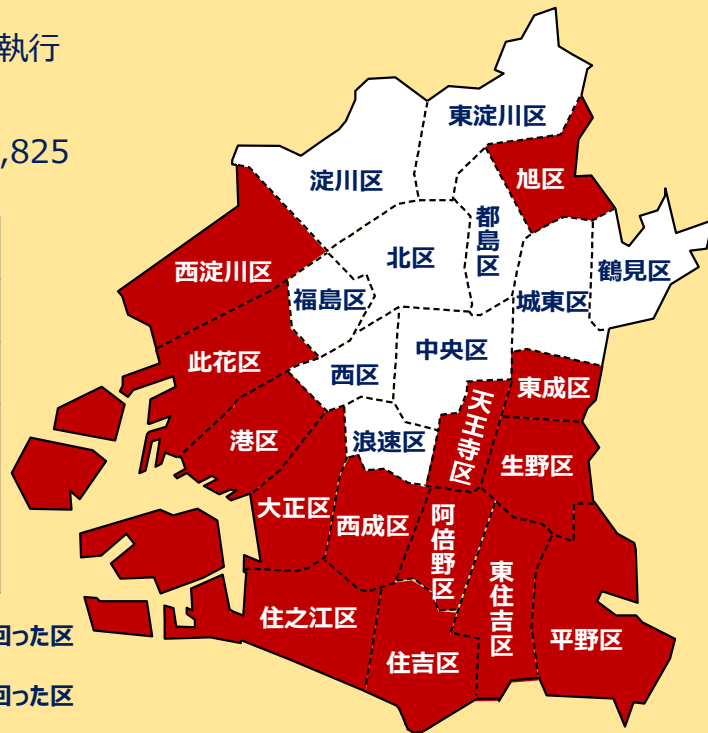 執行
,825
東淀川区
淀川区
旭区
都島区
北区
鶴見区
西淀川区
福島区
城東区
中央区
此花区
西区
東成区
天王寺区
港区
浪速区
生野区
大正区
西成区
阿倍野区
東住吉区
住之江区
平野区
住吉区
回った区
回った区